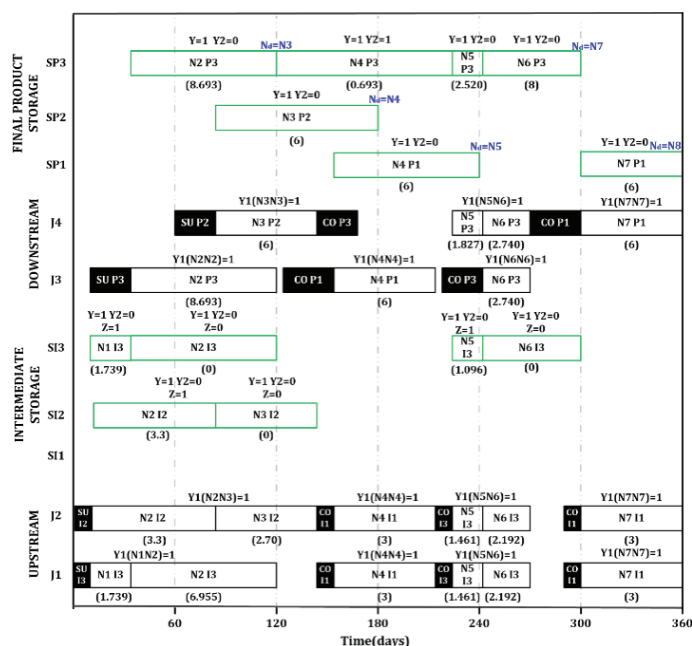 Y=1 Y2=0 Y=1 Y2=1 Y=1 Y2=0 Y=1 Y2=0
Nd=N3 Nd=N7
SP3 N2 P3 N4 P3 N5 P3 N6 P3
(8.693) (0.693) (2.520) (8)
Y=1 Y2=0 Nd=N4
SP2 N3 P2
(6)
Y=1 Y2=0 Nd=N5 Y=1 Y2=0 Nd=N8
SP1 N4 P1 N7 P1
(6) (6)
FINAL PRODUCT
STORAGE
Y1(N3N3)=1 Y1(N5N6)=1 Y1(N7N7)=1
J4 SU P2 N3 P2 CO P3 N5 P3 N6 P3 CO P1 N7 P1
(6) (1.827) (2.740) (6)
Y1(N2N2)=1 Y1(N4N4)=1 Y1(N6N6)=1
J3 SU P3 N2 P3 CO P1 N4 P1 CO P3 N6 P3
(8.693) (6) (2.740)
DOWNSTREAM
Y=1 Y2=0 Y=1 Y2=0 Y=1 Y2=0 Y=1 Y2=0
Z=1 Z=0 Z=1 Z=0
SI3 N1 I3 N2 I3 N5 I3 N6 I3
(1.739) (0) (1.096) (0)
Y=1 Y2=0 Y=1 Y2=0
Z=1 Z=0
SI2 N2 I2 N3 I2
(3.3) (0)
SI1
INTERMEDIATE
STORAGE
Y1(N2N3)=1 Y1(N4N4)=1 Y1(N5N6)=1 Y1(N7N7)=1
J2 SU I2 N2 I2 N3 I2 CO I1 N4 I1 CO I3 N5 I3 N6 I3 CO I1 N7 I1
(3.3) (2.70) (3) (1.461) (2.192) (3)
Y1(N1N2)=1 Y1(N4N4)=1 Y1(N5N6)=1 Y1(N7N7)=1
J1 SU I3 N1 I3 N2 I3 CO I1 N4 I1 CO I3 N5 I3 N6 I3 CO I1 N7 I1
(1.739) (6.955) (3) (1.461) (2.192) (3)
UPSTREAM
60 120 180 240 300 360
Time(days)